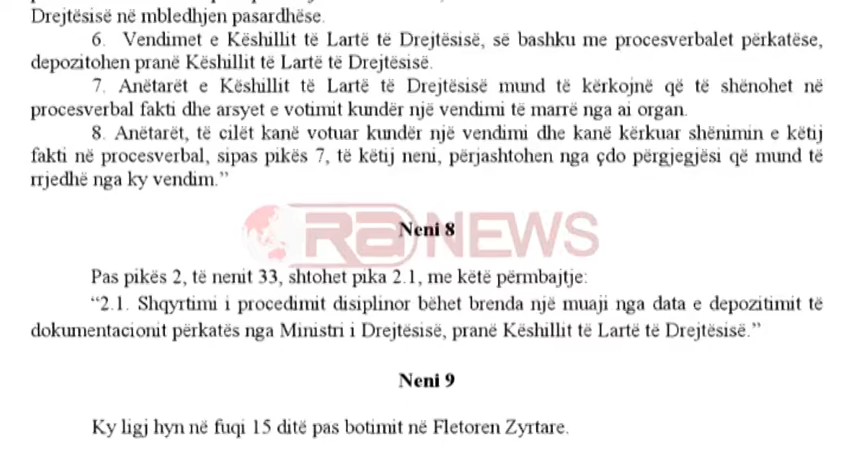 Drejtësisë në mbledhjen pasardhëse.
6. Vendimet e Këshillit të Lartë të Drejtësisë, së bashku me procesverbalet përkatëse,
depozitohen pranë Këshillit të Lartë të Drejtësisë.
7. Anëtarët e Këshillit të Lartë të Drejtësisë mund të kërkojnë që të shënohet në
procesverbal fakti dhe arsyet e votimit kundër një vendimi të marrë nga ai organ.
8. Anëtarët, të cilët kanë votuar kundër një vendimi dhe kanë kërkuar shënimin e këtij
fakti në procesverbal, sipas pikës 7, të këtij neni, përjashtohen nga çdo përgjegjësi që mund të
rrjedhë nga ky vendim.”
RA NEWS
Neni 8
Pas pikës 2, të nenit 33, shtohet pika 2.1, me këtë përmbajtje:
“2.1. Shqyrtimi i procedimit disiplinor bëhet brenda një muaji nga data e depozitimit të
dokumentacionit përkatës nga Ministri i Drejtësisë, pranë Këshillit të Lartë të Drejtësisë.”
Neni 9
Ky ligj hyn në fuqi 15 ditë pas botimit në Fletoren Zyrtare.